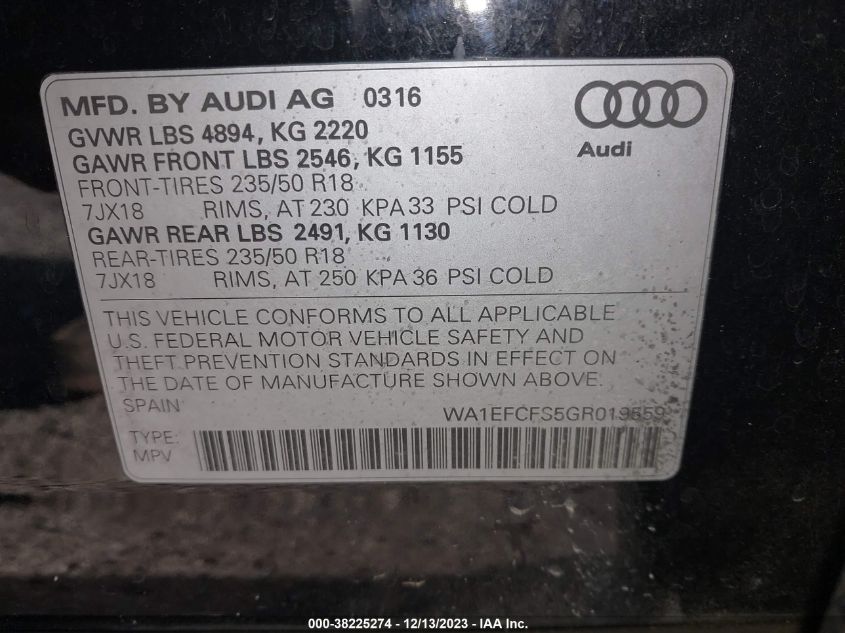 MFD. BY AUDI AG 0316
GVWR LBS 4894, KG 2220
GAWR FRONT LBS 2546, KG 1155
FRONT-TIRES 235/50 R18
7JX18 RIMS, AT 230 KPA 33 PSI COLD
GAWR REAR LBS 2491, KG 1130
REAR-TIRES 235/50 R18
7JX18 RIMS, AT 250 KPA 36 PSI COLD
Audi
THIS VEHICLE CONFORMS TO ALL APPLICABLE
U.S. FEDERAL MOTOR VEHICLE SAFETY AND
THEFT PREVENTION STANDARDS IN EFFECT ON
THE DATE OF MANUFACTURE SHOWN ABOVE.
SPAIN WA1EFCFS5GR019559
TYPE:
MPV
000-38225274 - 12/13/2023 - IAA Inc.